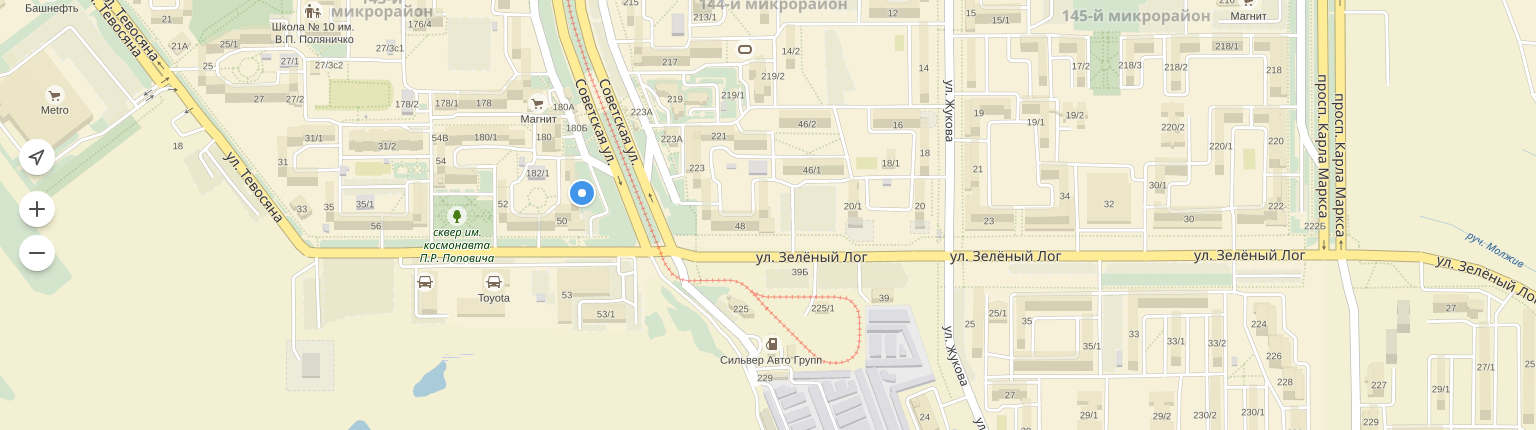 Башнефть
Школа № 10 им.
В.П. Поляничко
микрорайон
144-й микрорайон
145-й микрорайон
Магнит
176/4
215
213/1
15
15/1
21А
25/1
25
27/1
27/3с1
27/3с2
27
27/2
217
14/2
219/2
17/2
218/1
218/3
218/2
218
ул. Тевосяна
ул. Тевосяна
Metro
178/2
178/1
178
180А
Магнит
223А
219
219/1
Советская ул.
Советская ул.
ул. Жукова
просп. Карла Маркса
просп. Карла Маркса
18
31/1
31/2
54В
180/1
180
180Б
223А
221
46/2
16
19
19/1
19/2
220/2
220/1
220
31
54
182/1
223
46/1
18/1
18
21
34
30/1
ул. Тевосяна
33
35
35/1
56
52
50
48
20/1
20
23
32
30
222
222Б
сквер им.
космонавта
П.Р. Поповича
ул. Зелёный Лог
ул. Зелёный Лог
ул. Зелёный Лог
руч. Молжив
ул. Зелёный Лог
39Б
Toyota
53
53/1
225
225/1
39
25
25/1
35
35/1
33
33/1
33/2
224
226
228
27
27/1
Сильвер Авто Групп
229
ул. Жукова
24
27
29/2
230/2
230/1
227
229
29/1
31/1